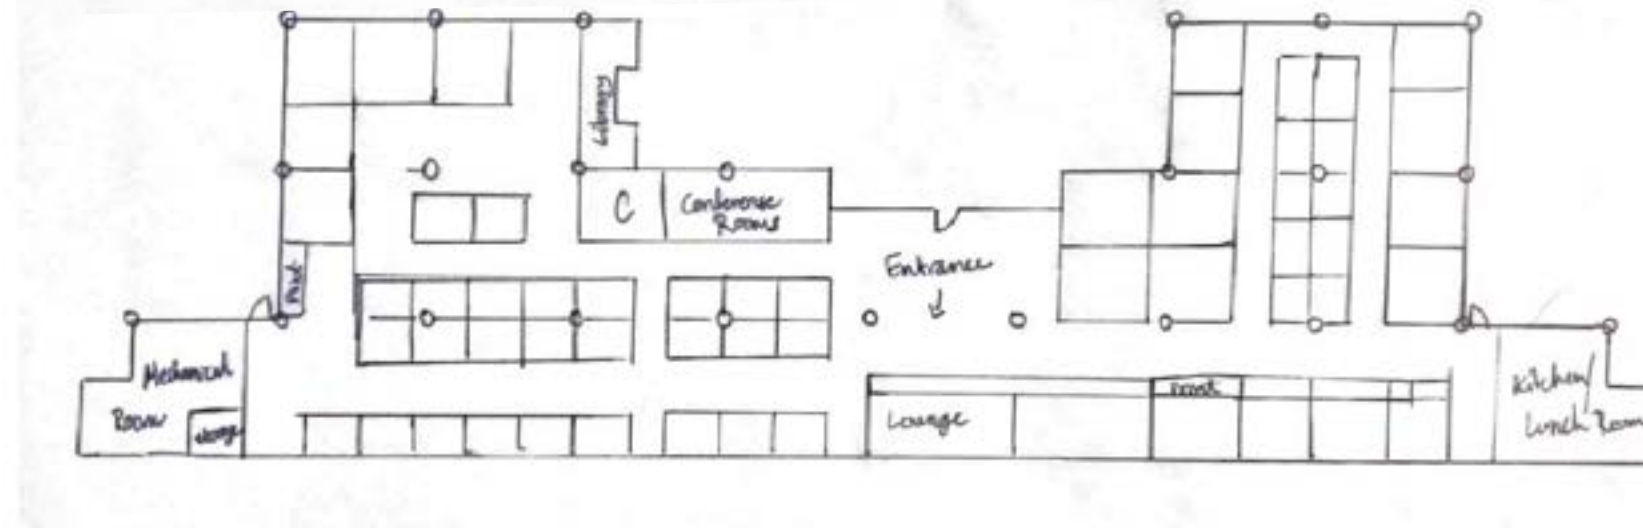 Library
C
Conference
Rooms
Entrance
Print
Mechanical
Room
Storage
Lounge
Print
Kitchen/
Lunch Room